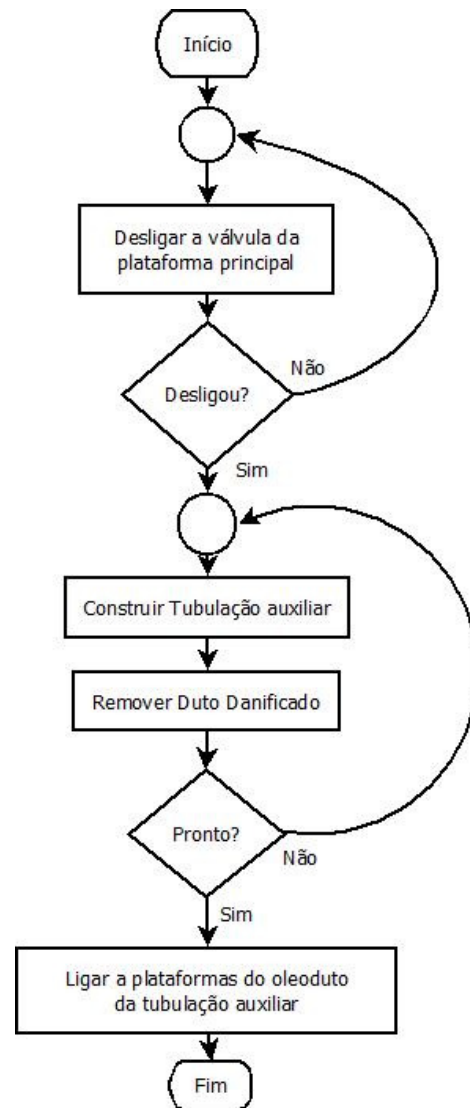 Início
Desligar a válvula da
plataforma principal
Não
Desligou?
Sim
Construir Tubulação auxiliar
Remover Duto Danificado
Pronto?
Não
Sim
Ligar a plataformas do oleoduto
da tubulação auxiliar
Fim